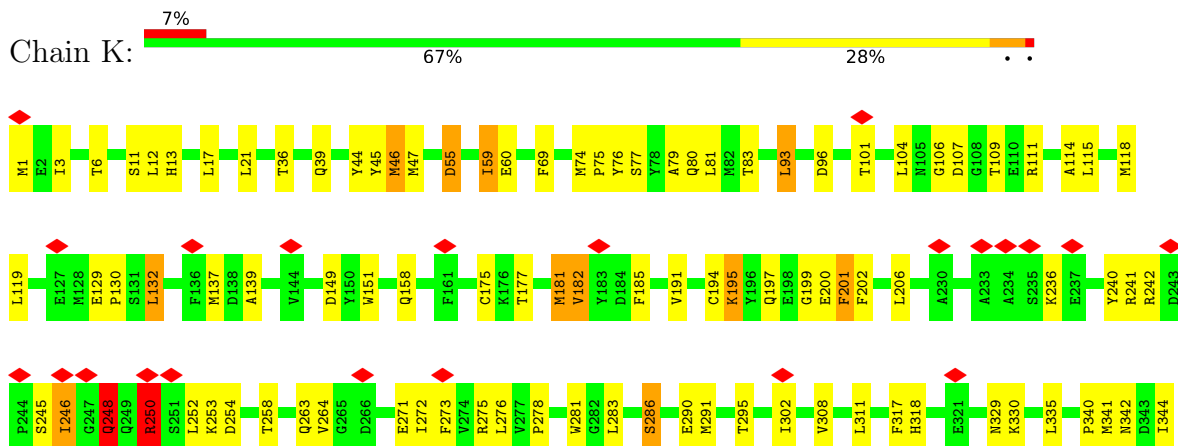 7%
Chain K:
67% 28% • •
M1 E2 I3 T6 S11 L12 H13 L17 L21 T36 Q39 Y44 Y45 M46 M47 D55 I59 E60 F69 M74 P75 Y76 S77 Y78 A79 Q80 L81 M82 T83 L93 D96 T101 L104 N105 G106 D107 G108 T109 E110 R111 A114 L115 M118
L119 E127 M128 E129 P130 S131 L132 F136 M137 D138 A139 V144 D149 Y150 W151 Q158 F161 C175 K176 T177 M181 V182 Y183 D184 F185 V191 C194 K195 Y196 Q197 E198 G199 E200 F201 F202 L206 A230 A233 A234 S235 K236 E237 Y240 R241 R242 D243
P244 S245 I246 G247 Q248 Q249 R250 S251 L252 K253 D254 T258 Q263 V264 G265 D266 E271 I272 F273 V274 R275 L276 V277 P278 W281 G282 L283 S286 E290 M291 T295 I302 V308 L311 F317 H318 E321 N329 K330 L335 P340 M341 N342 D343 I344